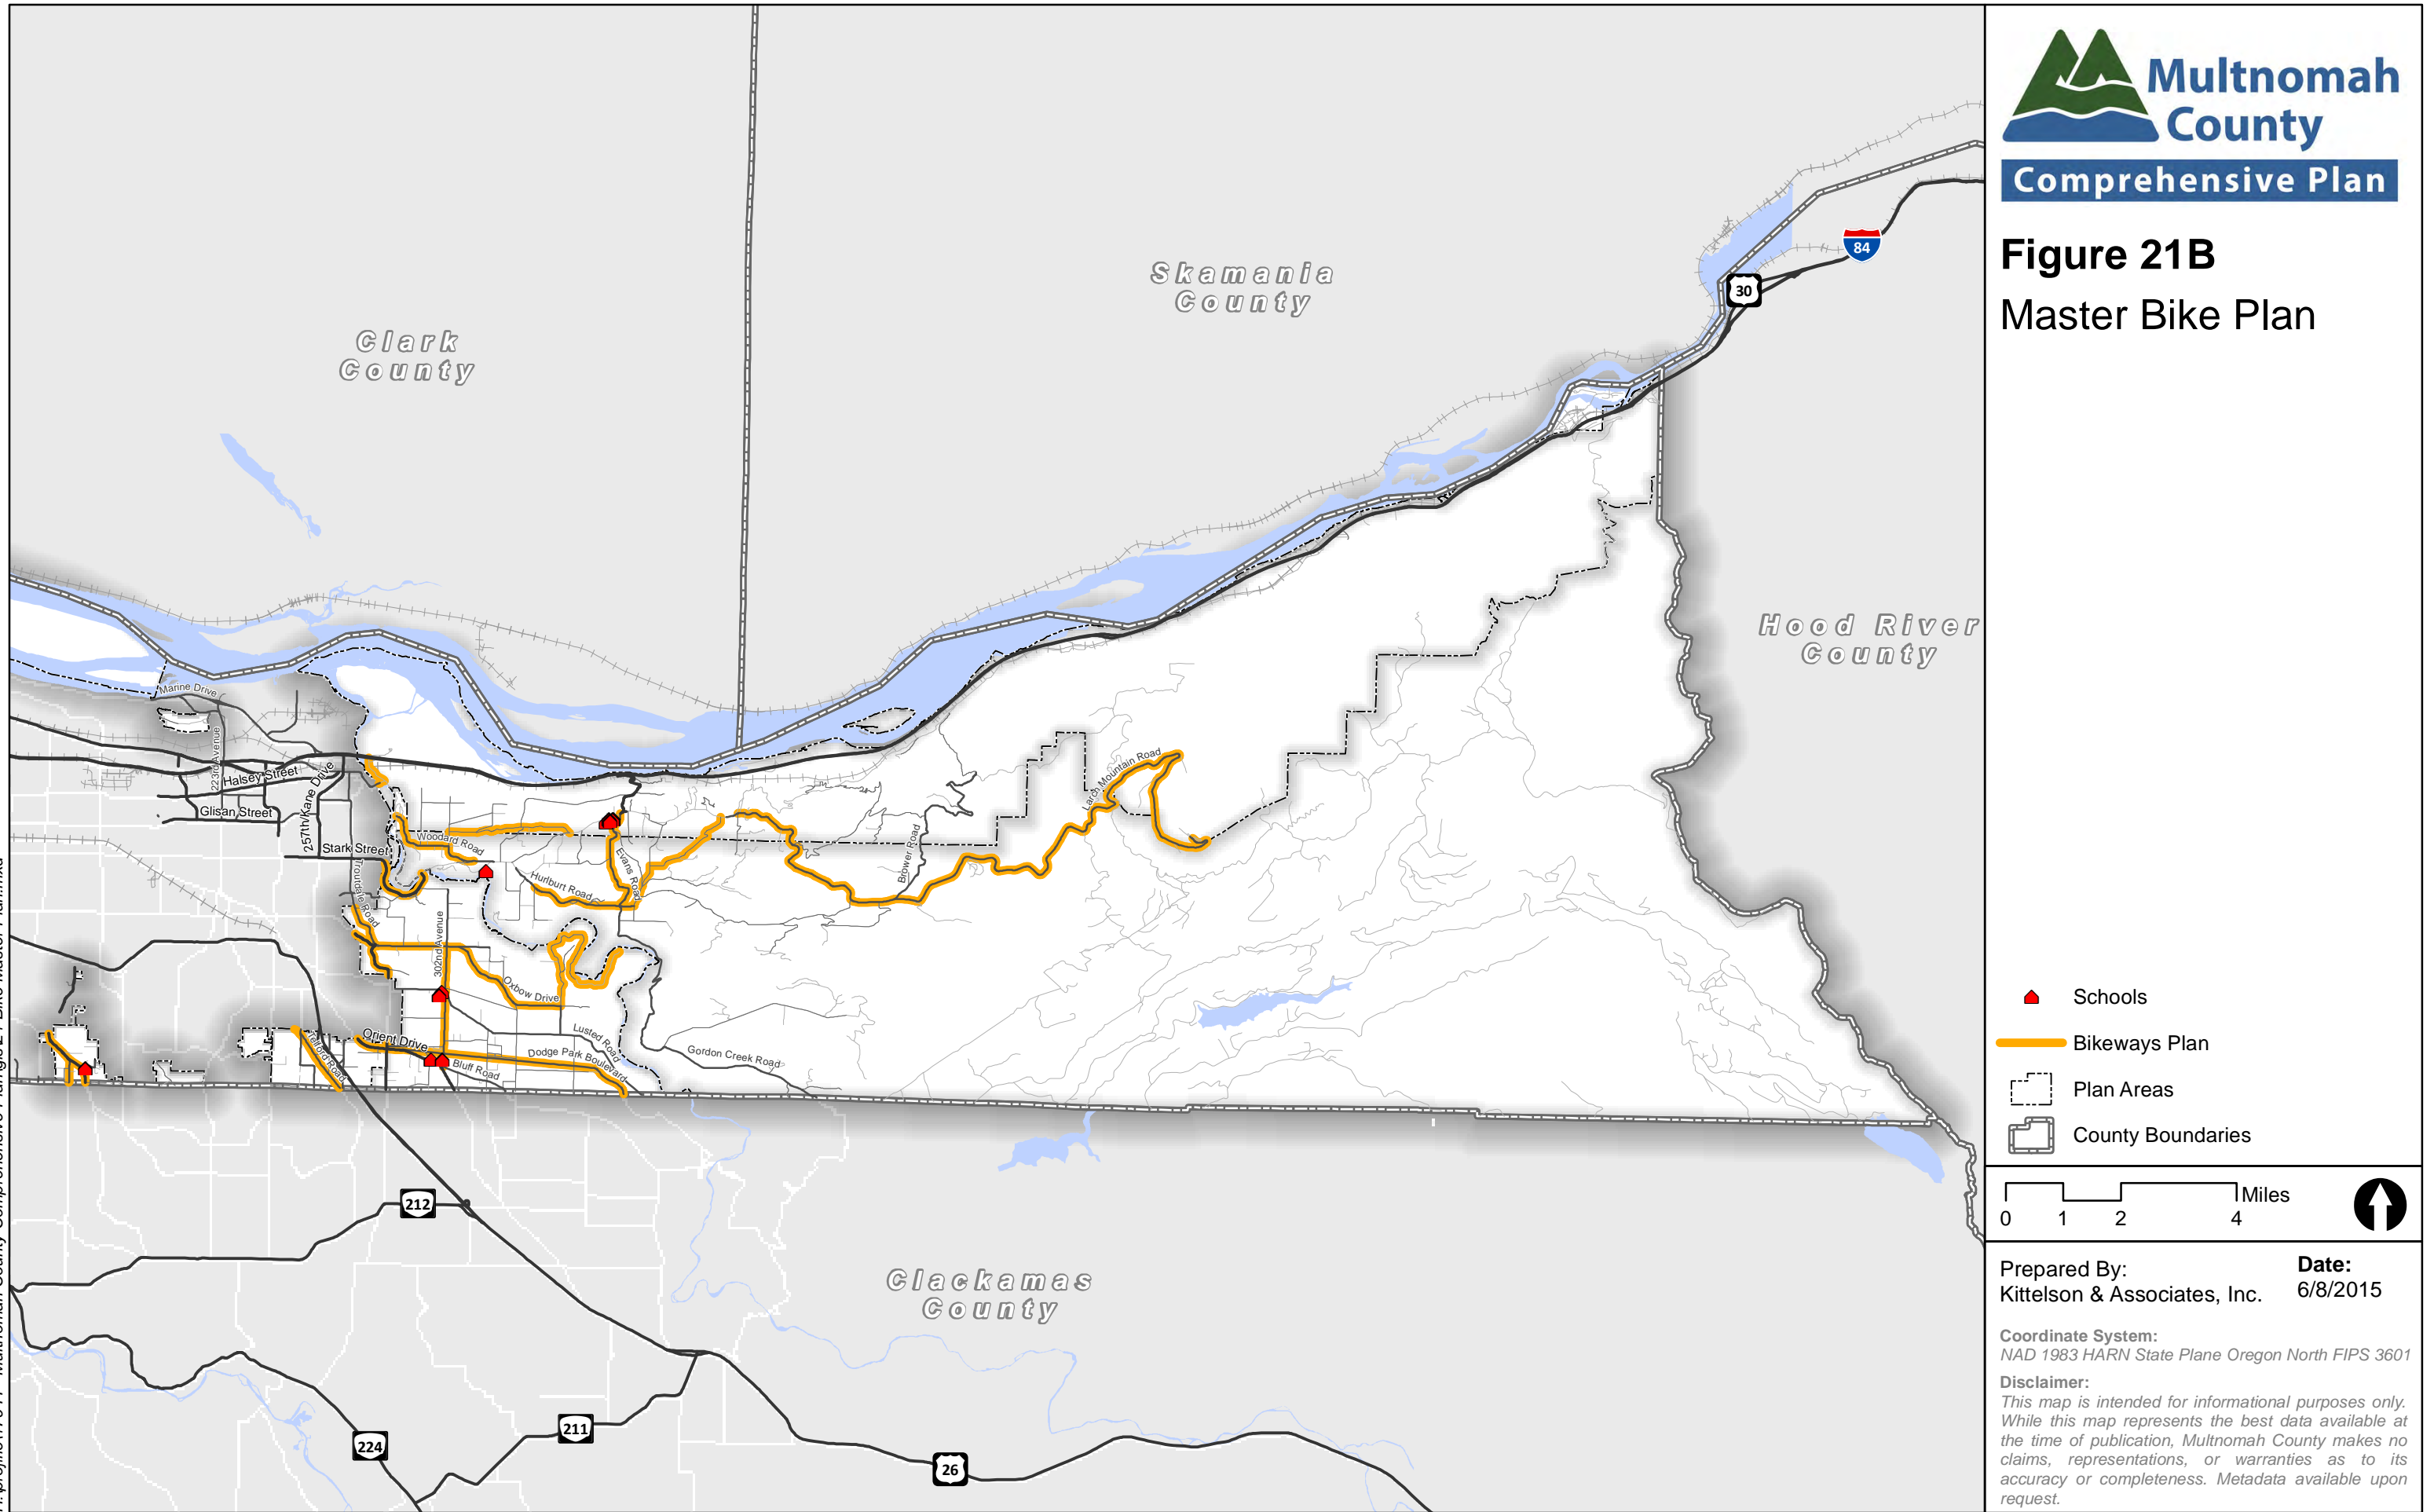 Multnomah
County
Comprehensive Plan
Figure 21B
Master Bike Plan
Clark
County
Skamania
County
Hood River
County
Clackamas
County
84
30
212
211
224
26
Marine Drive
223rd Avenue
Halsey Street
Glisan Street
257th/Kane Drive
Stark Street
Troutdale Road
Woodard Road
Hurlburt Road
Evans Road
302nd Avenue
Oxbow Drive
Lusted Road
Orient Drive
Dodge Park Boulevard
Bluff Road
Telford Road
Gordon Creek Road
Brower Road
Larch Mountain Road
Schools
Bikeways Plan
Plan Areas
County Boundaries
Miles
0 1 2 4
Prepared By:
Kittelson & Associates, Inc.
Date:
6/8/2015
Coordinate System:
NAD 1983 HARN State Plane Oregon North FIPS 3601
Disclaimer:
This map is intended for informational purposes only.
While this map represents the best data available at
the time of publication, Multnomah County makes no
claims, representations, or warranties as to its
accuracy or completeness. Metadata available upon
request.